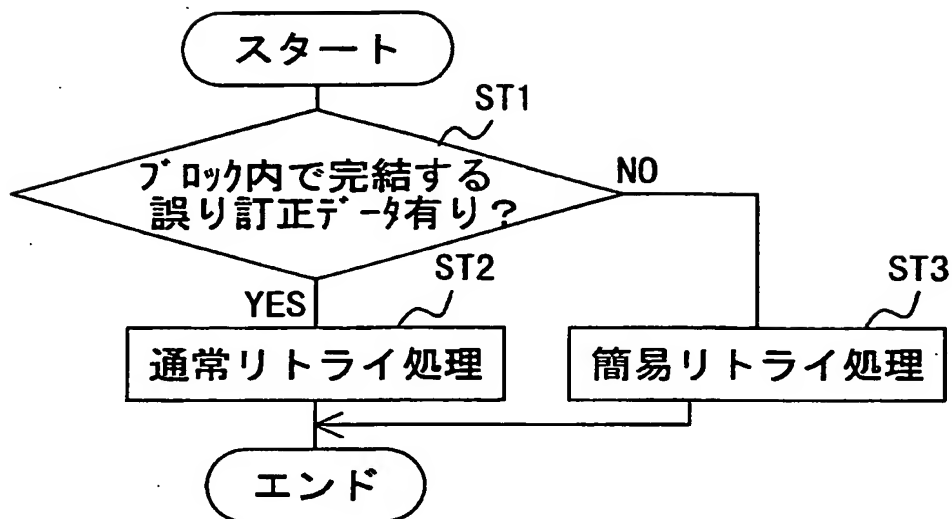 スタート
ST1
ブロック内で完結する
誤り訂正データ有り？
NO
YES
ST2
ST3
通常リトライ処理
簡易リトライ処理
エンド